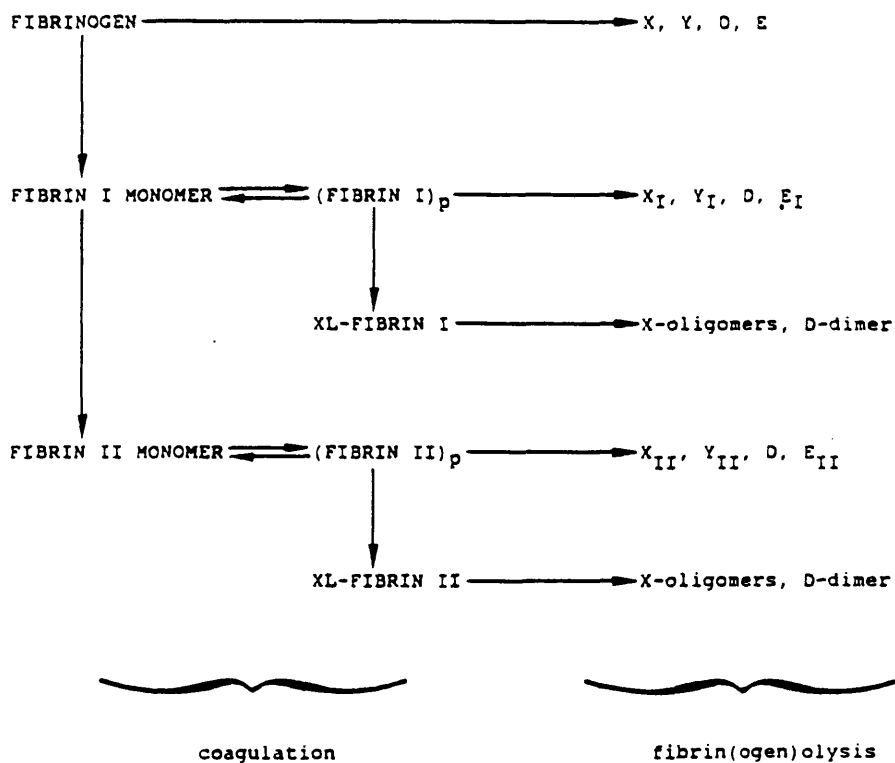 FIBRINOGEN X, Y, D, E
FIBRIN I MONOMER (FIBRIN I)p XI, YI, D, EI
XL-FIBRIN I X-oligomers, D-dimer
FIBRIN II MONOMER (FIBRIN II)p XII, YII, D, EII
XL-FIBRIN II X-oligomers, D-dimer
coagulation fibrin(ogen)olysis